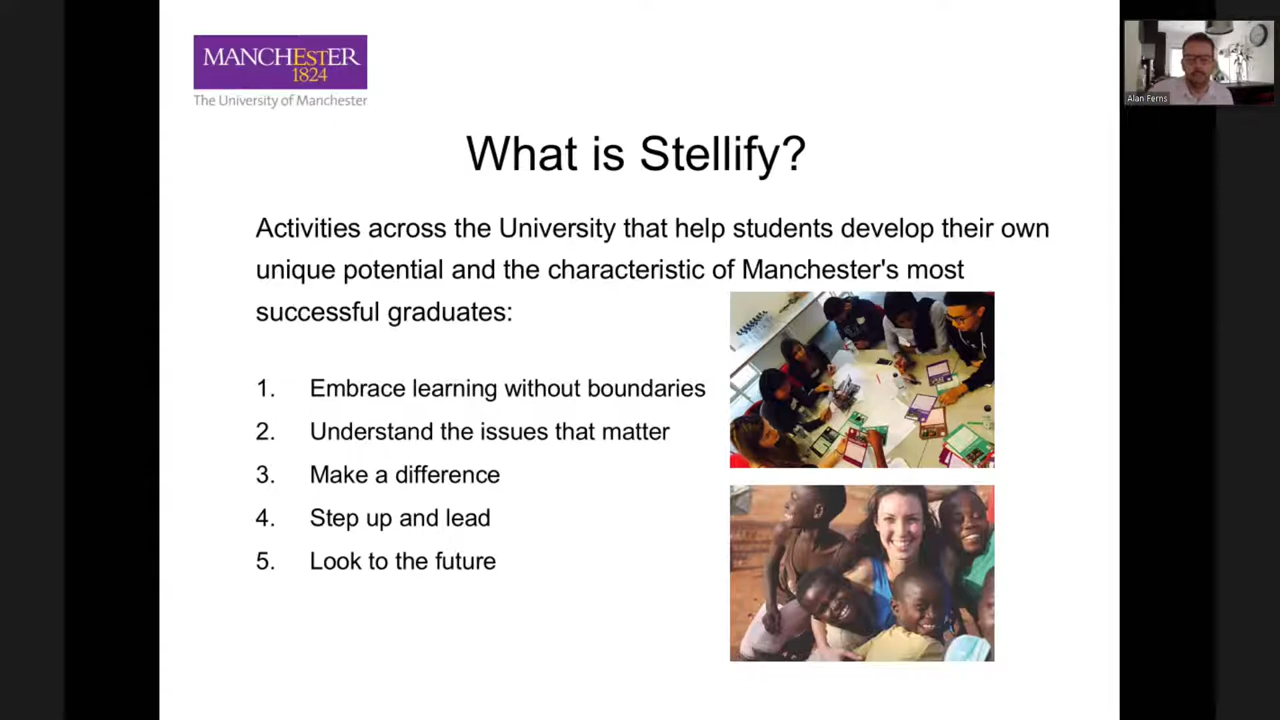 MANCHESTER
1824
The University of Manchester
Alan Ferns
What is Stellify?
Activities across the University that help students develop their own
unique potential and the characteristic of Manchester's most
successful graduates:
1. Embrace learning without boundaries
2. Understand the issues that matter
3. Make a difference
4. Step up and lead
5. Look to the future